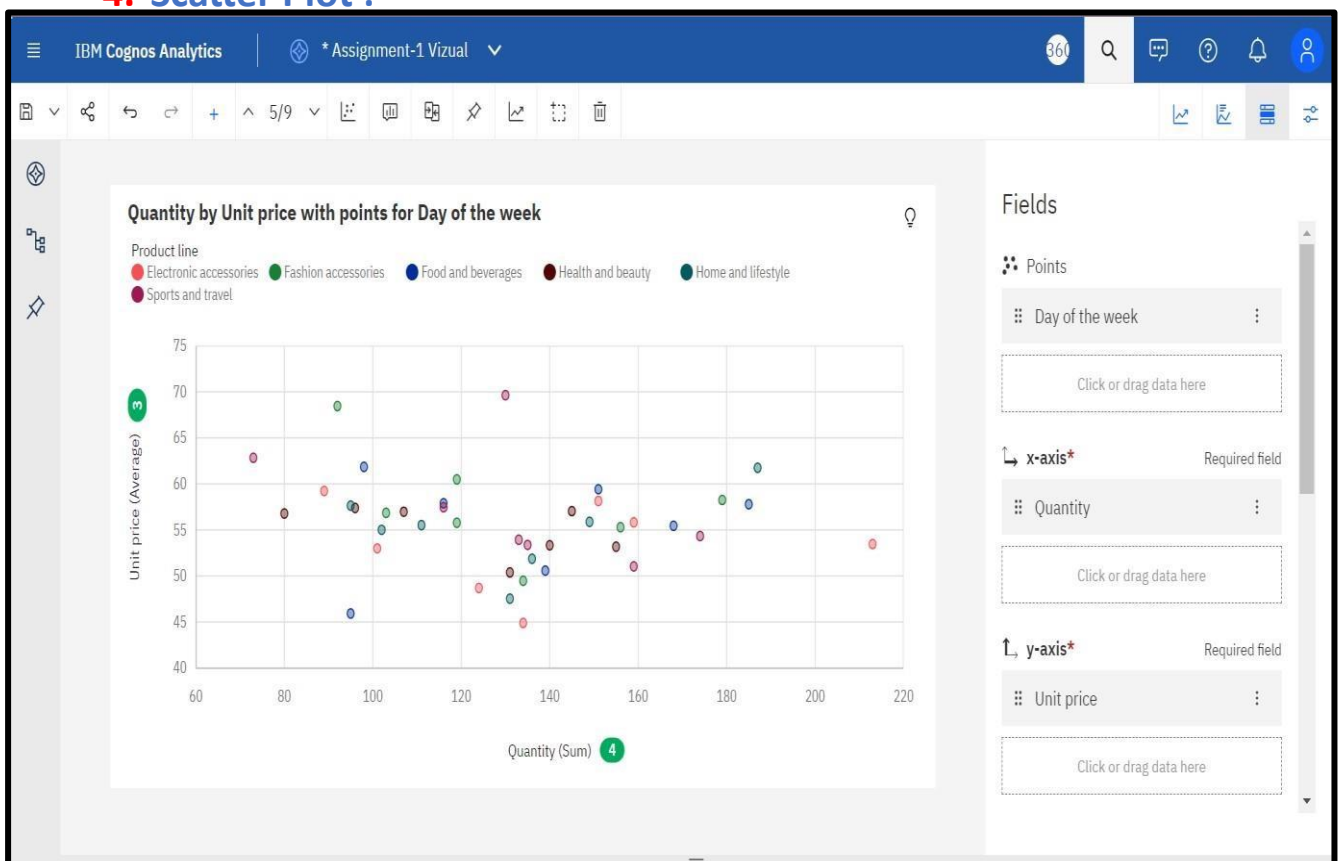 4. Scatter Plot :
IBM Cognos Analytics
* Assignment-1 Vizual
360
5/9
Quantity by Unit price with points for Day of the week
Product line
Electronic accessories Fashion accessories Food and beverages Health and beauty Home and lifestyle
Sports and travel
75
70
65
60
55
50
45
40
Unit price (Average) 3
60 80 100 120 140 160 180 200 220
Quantity (Sum) 4
Fields
Points
Day of the week
Click or drag data here
x-axis* Required field
Quantity
Click or drag data here
y-axis* Required field
Unit price
Click or drag data here